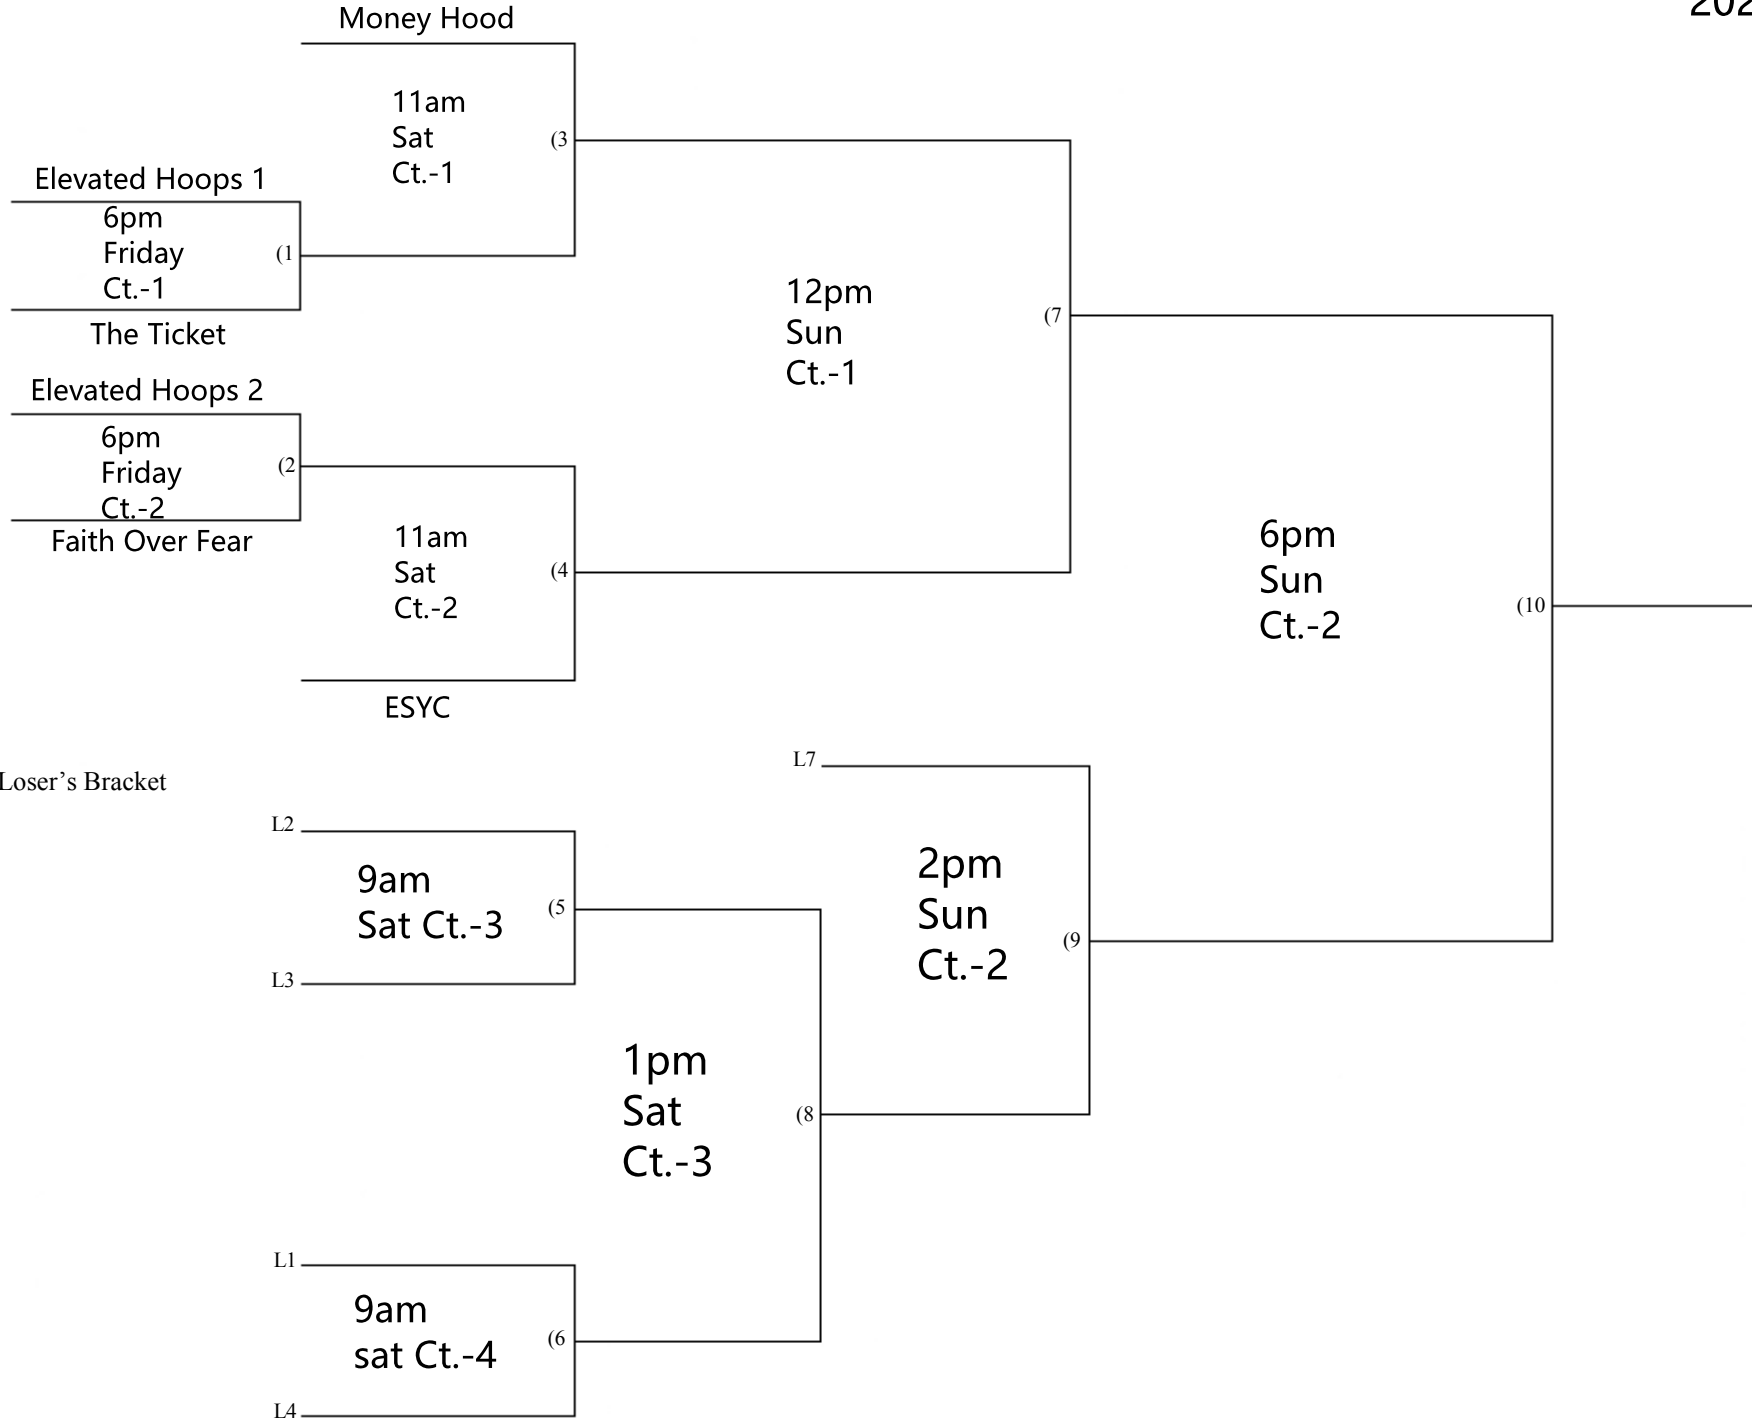 202
Money Hood
11am
Sat
Ct.-1
(3
Elevated Hoops 1
6pm
Friday
Ct.-1
(1
The Ticket
12pm
Sun
Ct.-1
(7
Elevated Hoops 2
6pm
Friday
Ct.-2
(2
Faith Over Fear
11am
Sat
Ct.-2
(4
ESYC
6pm
Sun
Ct.-2
(10
Loser’s Bracket
L7
L2
9am
Sat Ct.-3
(5
L3
2pm
Sun
Ct.-2
(9
1pm
Sat
Ct.-3
(8
L1
9am
sat Ct.-4
(6
L4